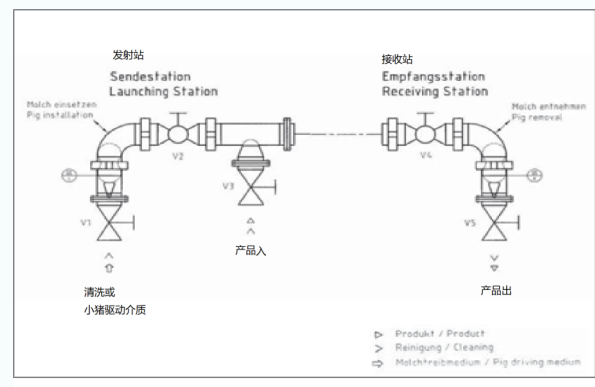 发射站
Sendestation
Launching Station
接收站
Empfangsstation
Receiving Station
Molch einsetzen
Pig installation
Molch entnehmen
Pig removal
V2
V4
V3
V1
V5
产品入
清洗或
小猪驱动介质
产品出
Produkt / Product
Reinigung / Cleaning
Molchtreibmedium / Pig driving medium